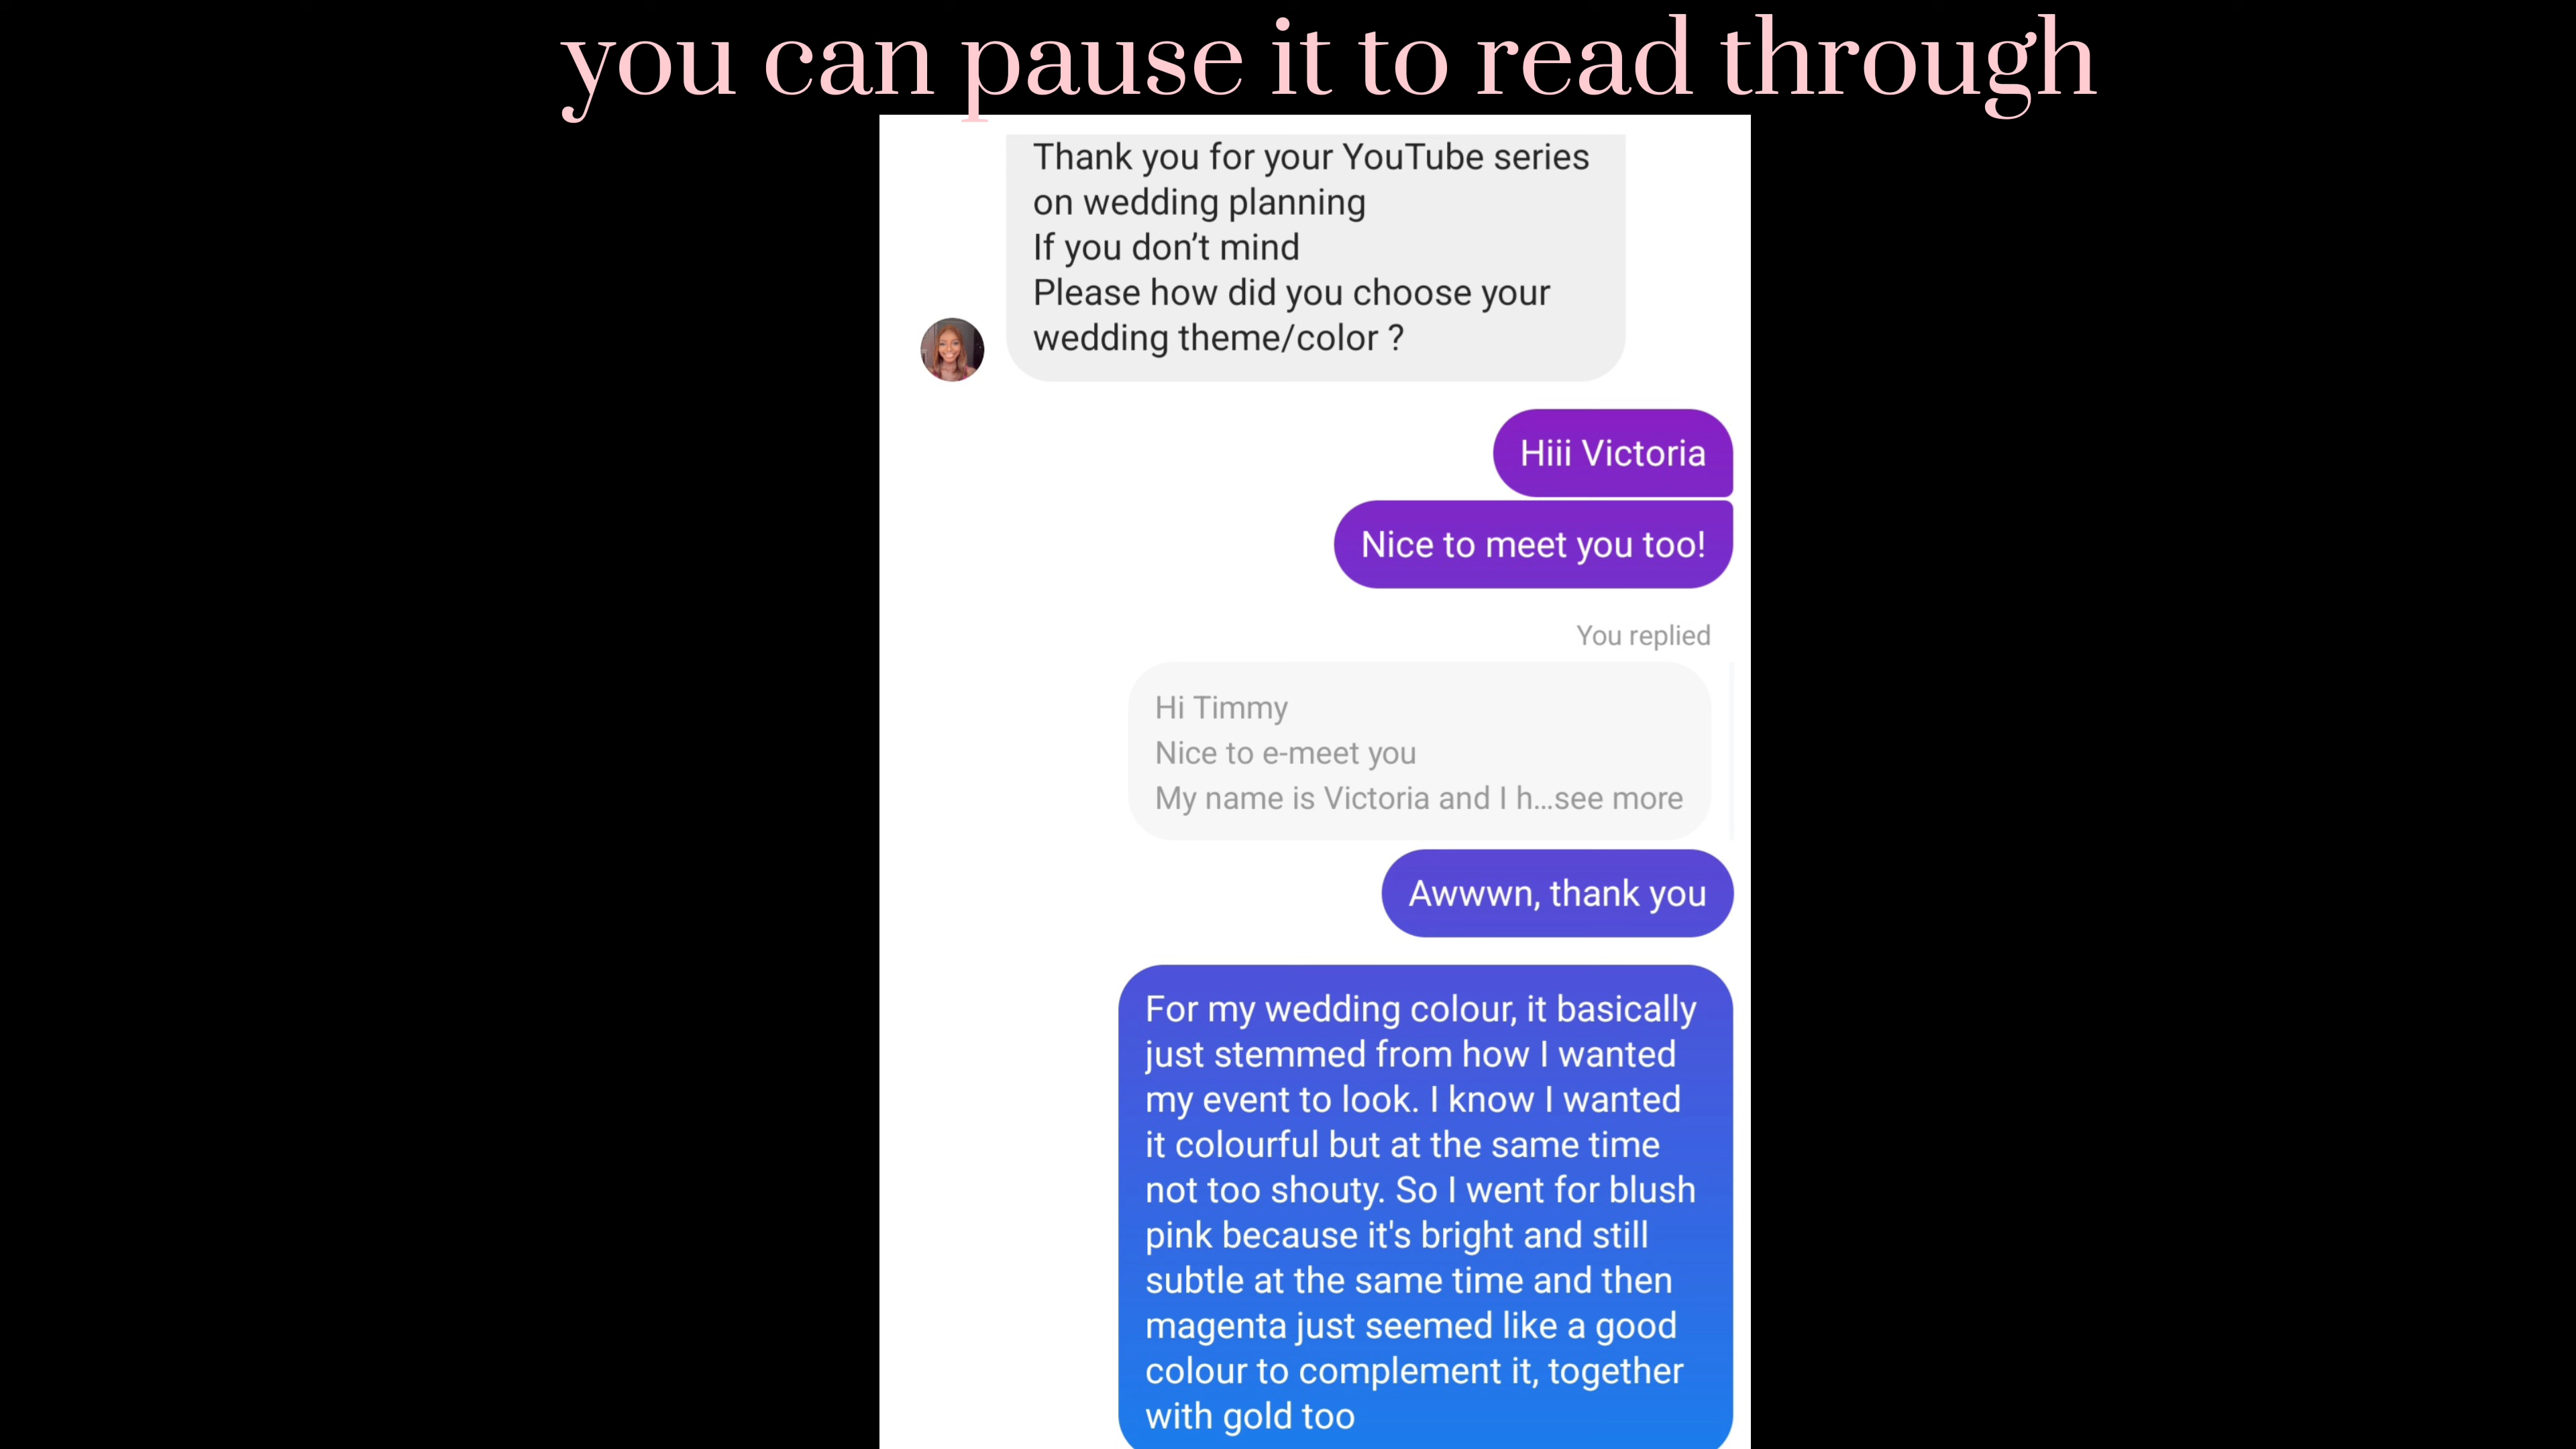 you can pause it to read through
Thank you for your YouTube series
on wedding planning
If you don’t mind
Please how did you choose your
wedding theme/color ?
Hiii Victoria
Nice to meet you too!
You replied
Hi Timmy
Nice to e-meet you
My name is Victoria and I h...see more
Awwwn, thank you
For my wedding colour, it basically
just stemmed from how I wanted
my event to look. I know I wanted
it colourful but at the same time
not too shouty. So I went for blush
pink because it's bright and still
subtle at the same time and then
magenta just seemed like a good
colour to complement it, together
with gold too